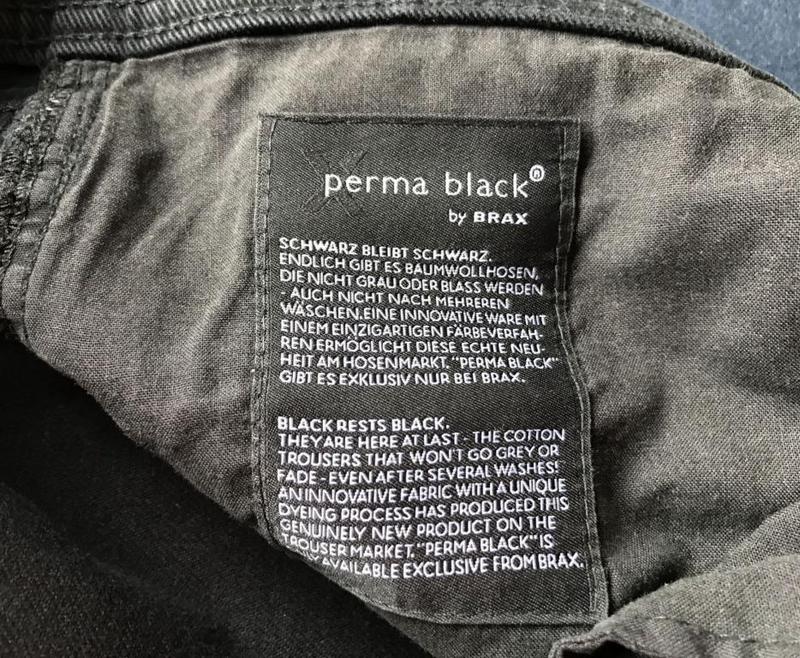 perma black®
by BRAX
SCHWARZ BLEIBT SCHWARZ.
ENDLICH GIBT ES BAUMWOLLHOSEN,
DIE NICHT GRAU ODER BLASS WERDEN
- AUCH NICHT NACH MEHREREN
WÄSCHEN.EINE INNOVATIVE WARE MIT
EINEM EINZIGARTIGEN FÄRBEVERFAH-
REN ERMÖGLICHT DIESE ECHTE NEU-
HEIT AM HOSENMARKT. "PERMA BLACK"
GIBT ES EXKLUSIV NUR BEI BRAX.
BLACK RESTS BLACK.
THEY ARE HERE AT LAST - THE COTTON
TROUSERS THAT WON'T GO GREY OR
FADE - EVEN AFTER SEVERAL WASHES!
AN INNOVATIVE FABRIC WITH A UNIQUE
DYEING PROCESS HAS PRODUCED THIS
GENUINELY NEW PRODUCT ON THE
TROUSER MARKET. "PERMA BLACK" IS
AVAILABLE EXCLUSIVE FROM BRAX.